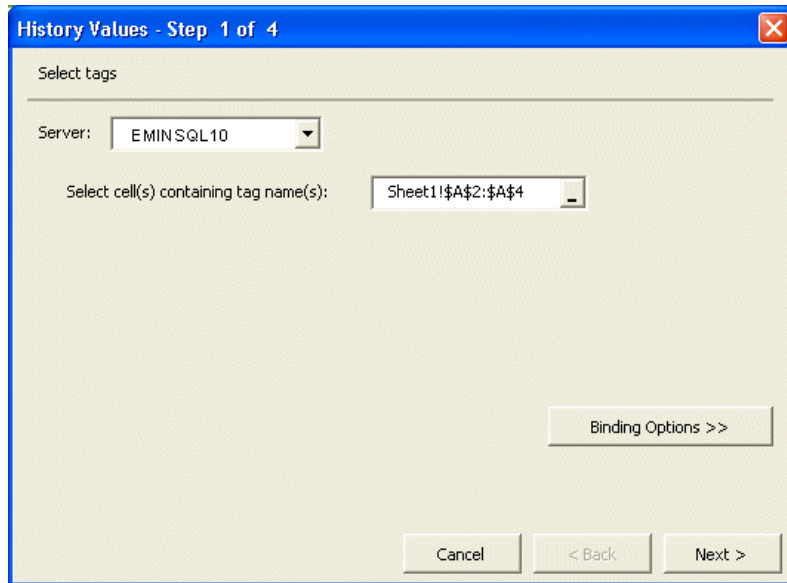 History Values - Step 1 of 4
Select tags
Server: EMINSQL10
Select cell(s) containing tag name(s): Sheet1!$A$2:$A$4
Binding Options >>
Cancel < Back Next >